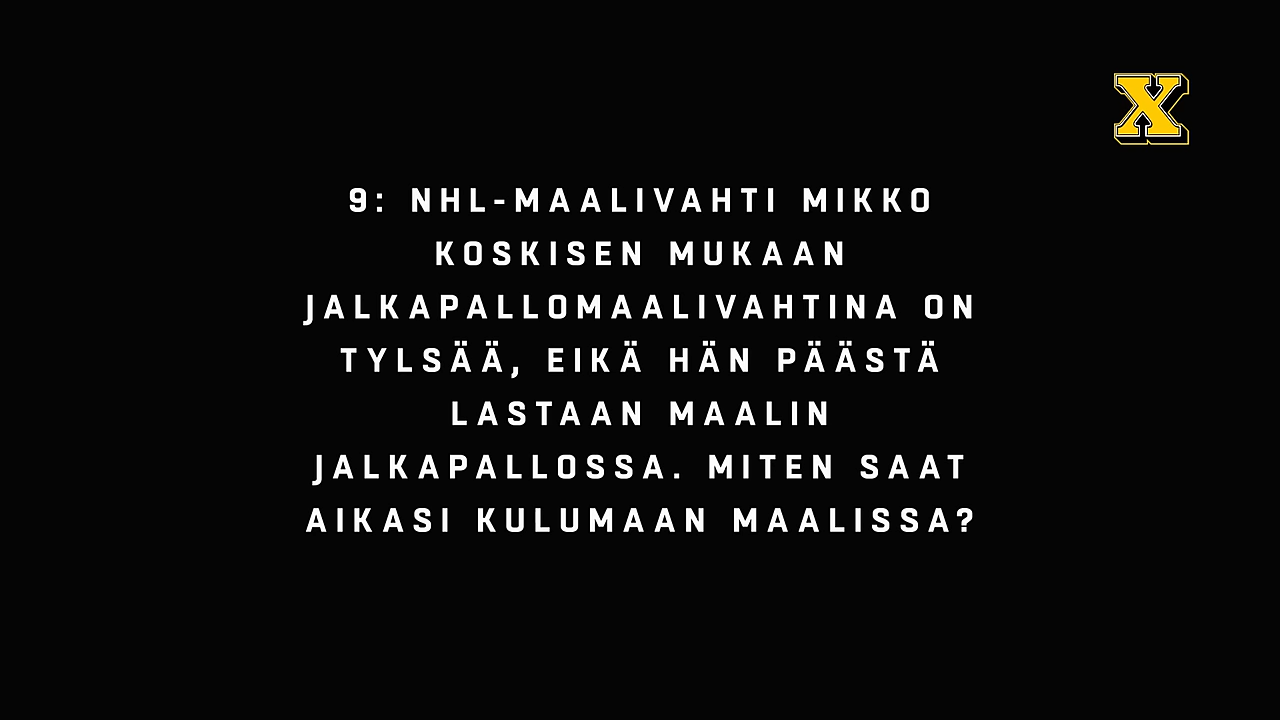 X
9: NHL-MAALIVAHTI MIKKO
KOSKISEN MUKAAN
JALKAPALLOMAALIVAHTINA ON
TYLSÄÄ, EIKÄ HÄN PÄÄSTÄ
LASTAAN MAALIN
JALKAPALLOSSA. MITEN SAAT
AIKASI KULUMAAN MAALISSA?